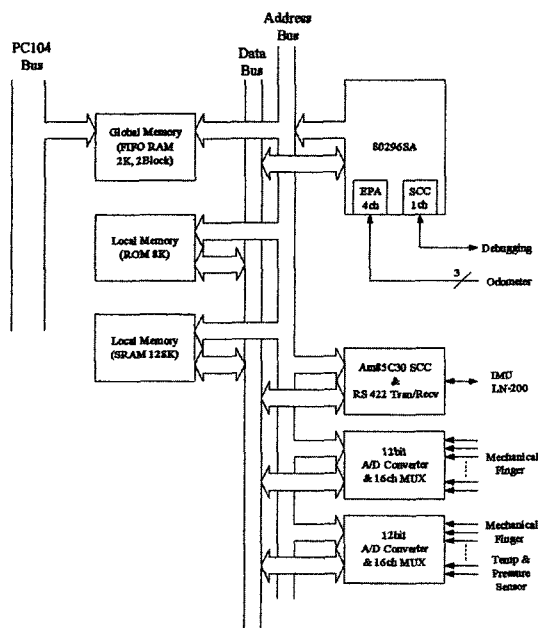 Address
Bus
PC104
Bus
Data
Bus
Global Memory
(FIFO RAM
2K, 2Block)
80296SA
EPA
4ch
SCC
1ch
Local Memory
(ROM 8K)
Debugging
3
Odometer
Local Memory
(SRAM 128K)
Am85C30 SCC
&
RS 422 Tran/Recv
IMU
LN-200
12bit
A/D Converter
& 16ch MUX
Mechanical
Finger
12bit
A/D Converter
& 16ch MUX
Mechanical
Finger
Temp &
Pressure
Sensor